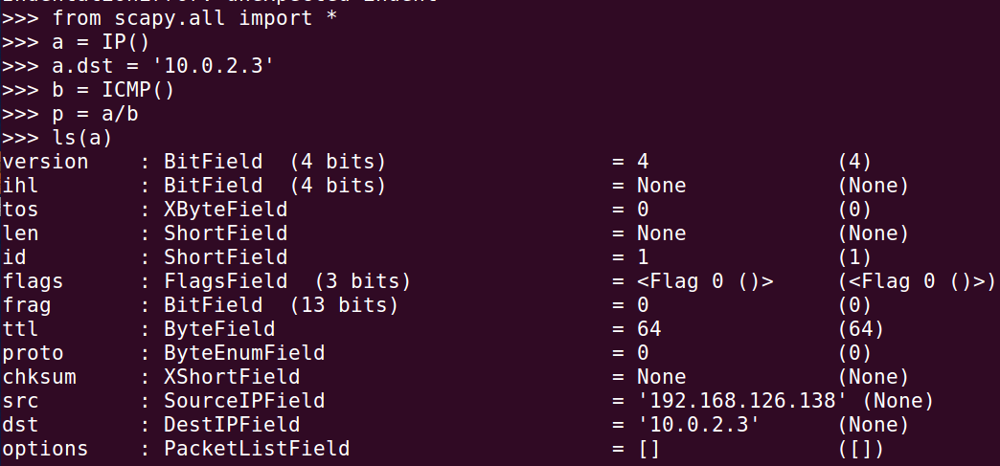 IndentationError: unexpected indent
>>> from scapy.all import *
>>> a = IP()
>>> a.dst = '10.0.2.3'
>>> b = ICMP()
>>> p = a/b
>>> ls(a)
version    : BitField  (4 bits)                  = 4               (4)
ihl        : BitField  (4 bits)                  = None            (None)
tos        : XByteField                          = 0               (0)
len        : ShortField                          = None            (None)
id         : ShortField                          = 1               (1)
flags      : FlagsField  (3 bits)                = <Flag 0 ()>     (<Flag 0 ()>)
frag       : BitField  (13 bits)                 = 0               (0)
ttl        : ByteField                           = 64              (64)
proto      : ByteEnumField                       = 0               (0)
chksum     : XShortField                         = None            (None)
src        : SourceIPField                       = '192.168.126.138' (None)
dst        : DestIPField                         = '10.0.2.3'      (None)
options    : PacketListField                     = []              ([])